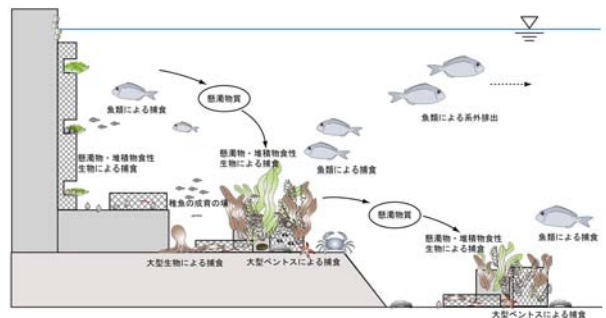 魚類による捕食
懸濁物質
魚類による系外排出
懸濁物・堆積物食性
生物による捕食
懸濁物・堆積物食性
生物による捕食
魚類による捕食
稚魚の成育の場
懸濁物質
魚類による捕食
懸濁物・堆積物食性
生物による捕食
大型生物による捕食
大型ベントスによる捕食
大型ベントスによる捕食